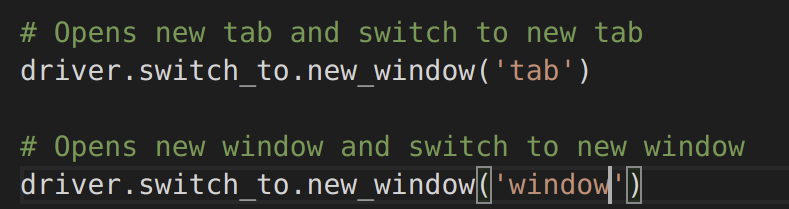 # Opens new tab and switch to new tab
driver.switch_to.new_window('tab')
# Opens new window and switch to new window
driver.switch_to.new_window('window')